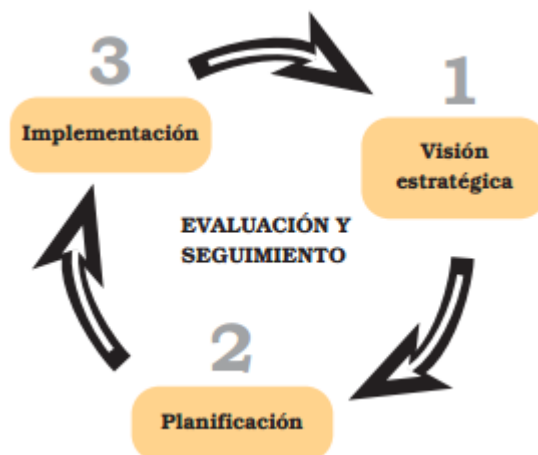 3
Implementación
1
Visión
estratégica
EVALUACIÓN Y
SEGUIMIENTO
2
Planificación